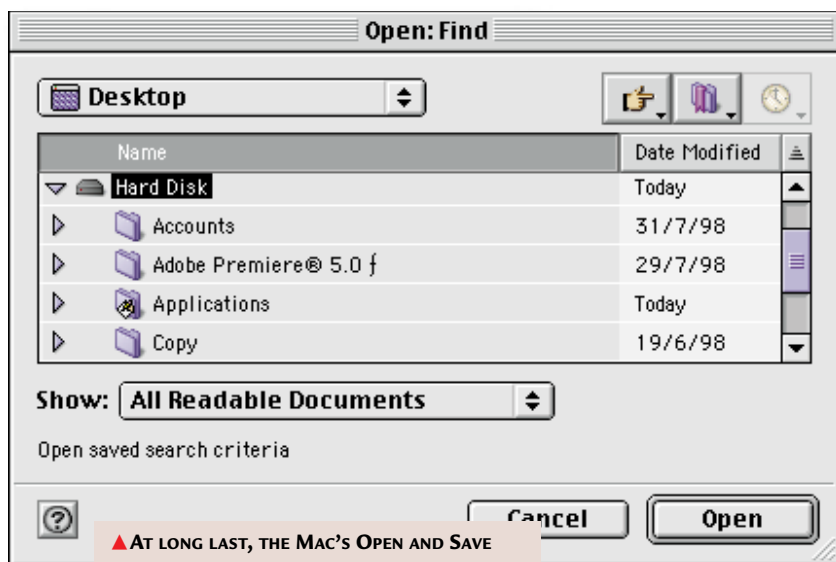 Open: Find
Desktop
Name Date Modified
Hard Disk Today
Accounts 31/7/98
Adobe Premiere® 5.0 ƒ 29/7/98
Applications Today
Copy 19/6/98
Show: All Readable Documents
Open saved search criteria
? Cancel Open
▲AT LONG LAST, THE MAC'S OPEN AND SAVE